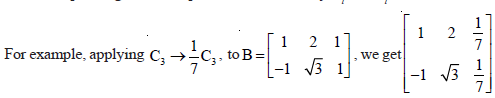 For example, applying C₃ → 1/7 C₃, to B = [1 2 1; −1 √3 1], we get [1 2 1/7; −1 √3 1/7]